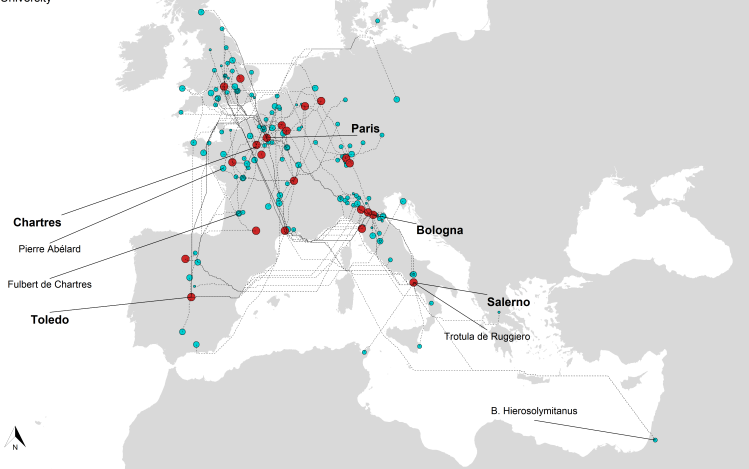 University
Paris
Chartres
Pierre Abélard
Bologna
Fulbert de Chartres
Salerno
Toledo
Trotula de Ruggiero
B. Hierosolymitanus
N